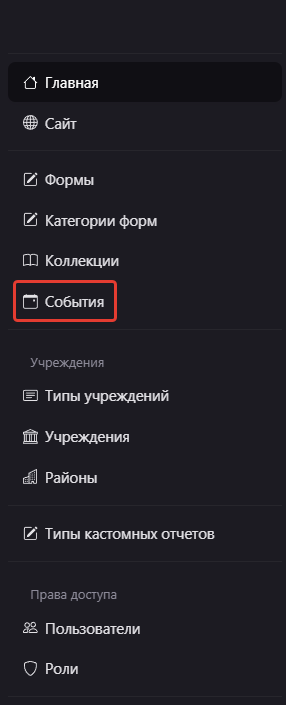 Главная
Сайт
Формы
Категории форм
Коллекции
События
Учреждения
Типы учреждений
Учреждения
Районы
Типы кастомных отчетов
Права доступа
Пользователи
Роли